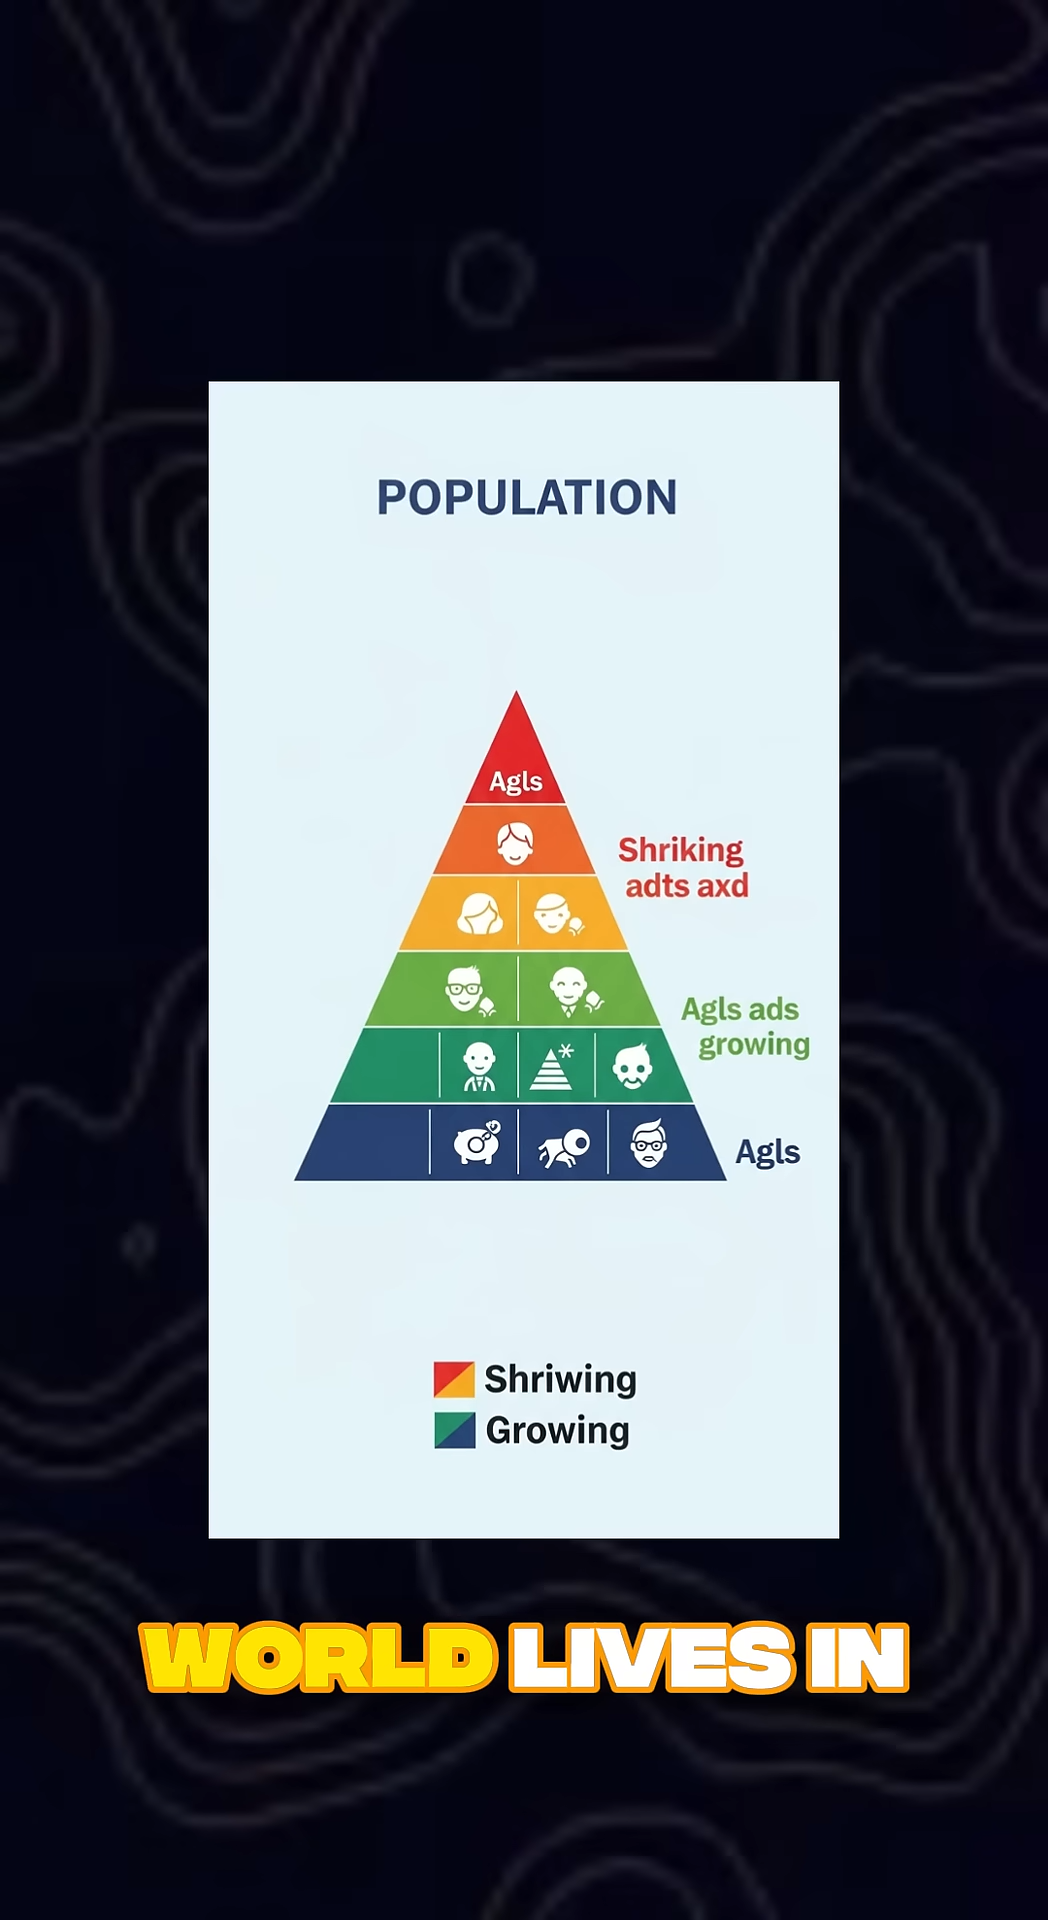 POPULATION
Agls
Shriking
adts axd
Agls ads
growing
Agls
Shriwing
Growing
WORLD LIVES IN